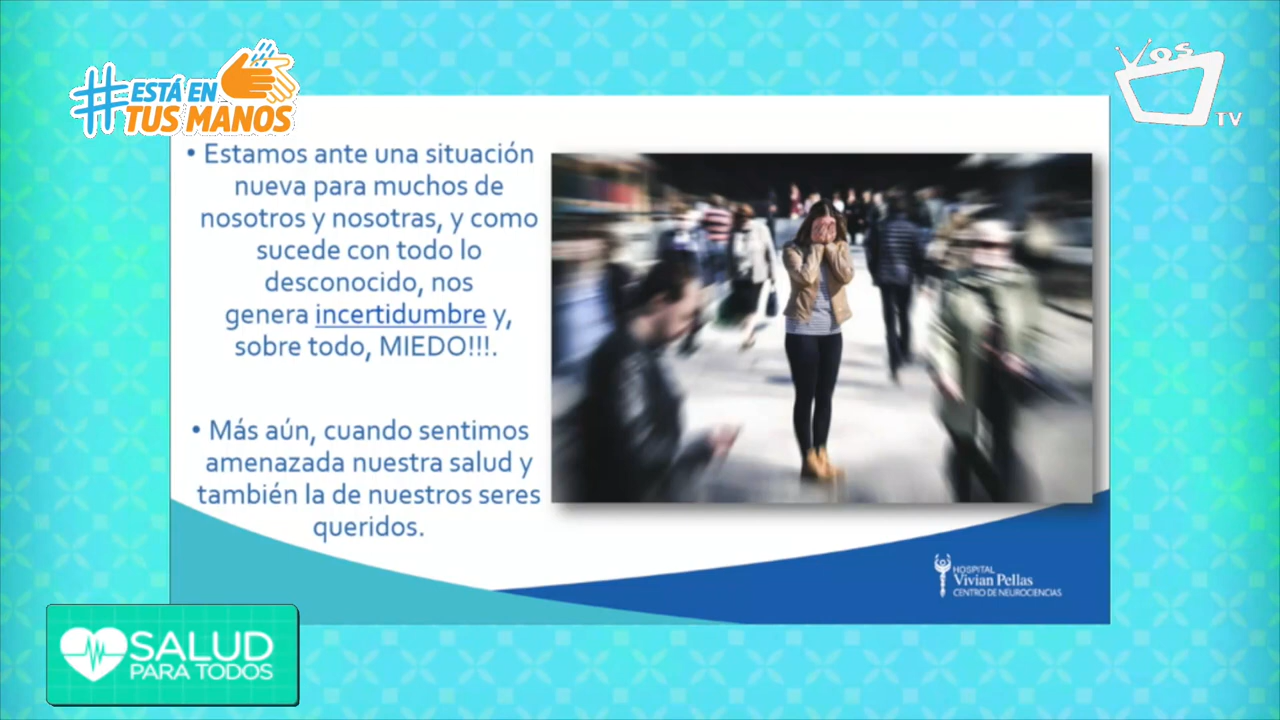 #ESTÁ EN
TUS MANOS
VOS
TV
• Estamos ante una situación
nueva para muchos de
nosotros y nosotras, y como
sucede con todo lo
desconocido, nos
genera incertidumbre y,
sobre todo, MIEDO!!!.
• Más aún, cuando sentimos
amenazada nuestra salud y
también la de nuestros seres
queridos.
HOSPITAL
Vivian Pellas
CENTRO DE NEUROCIENCIAS
SALUD
PARA TODOS